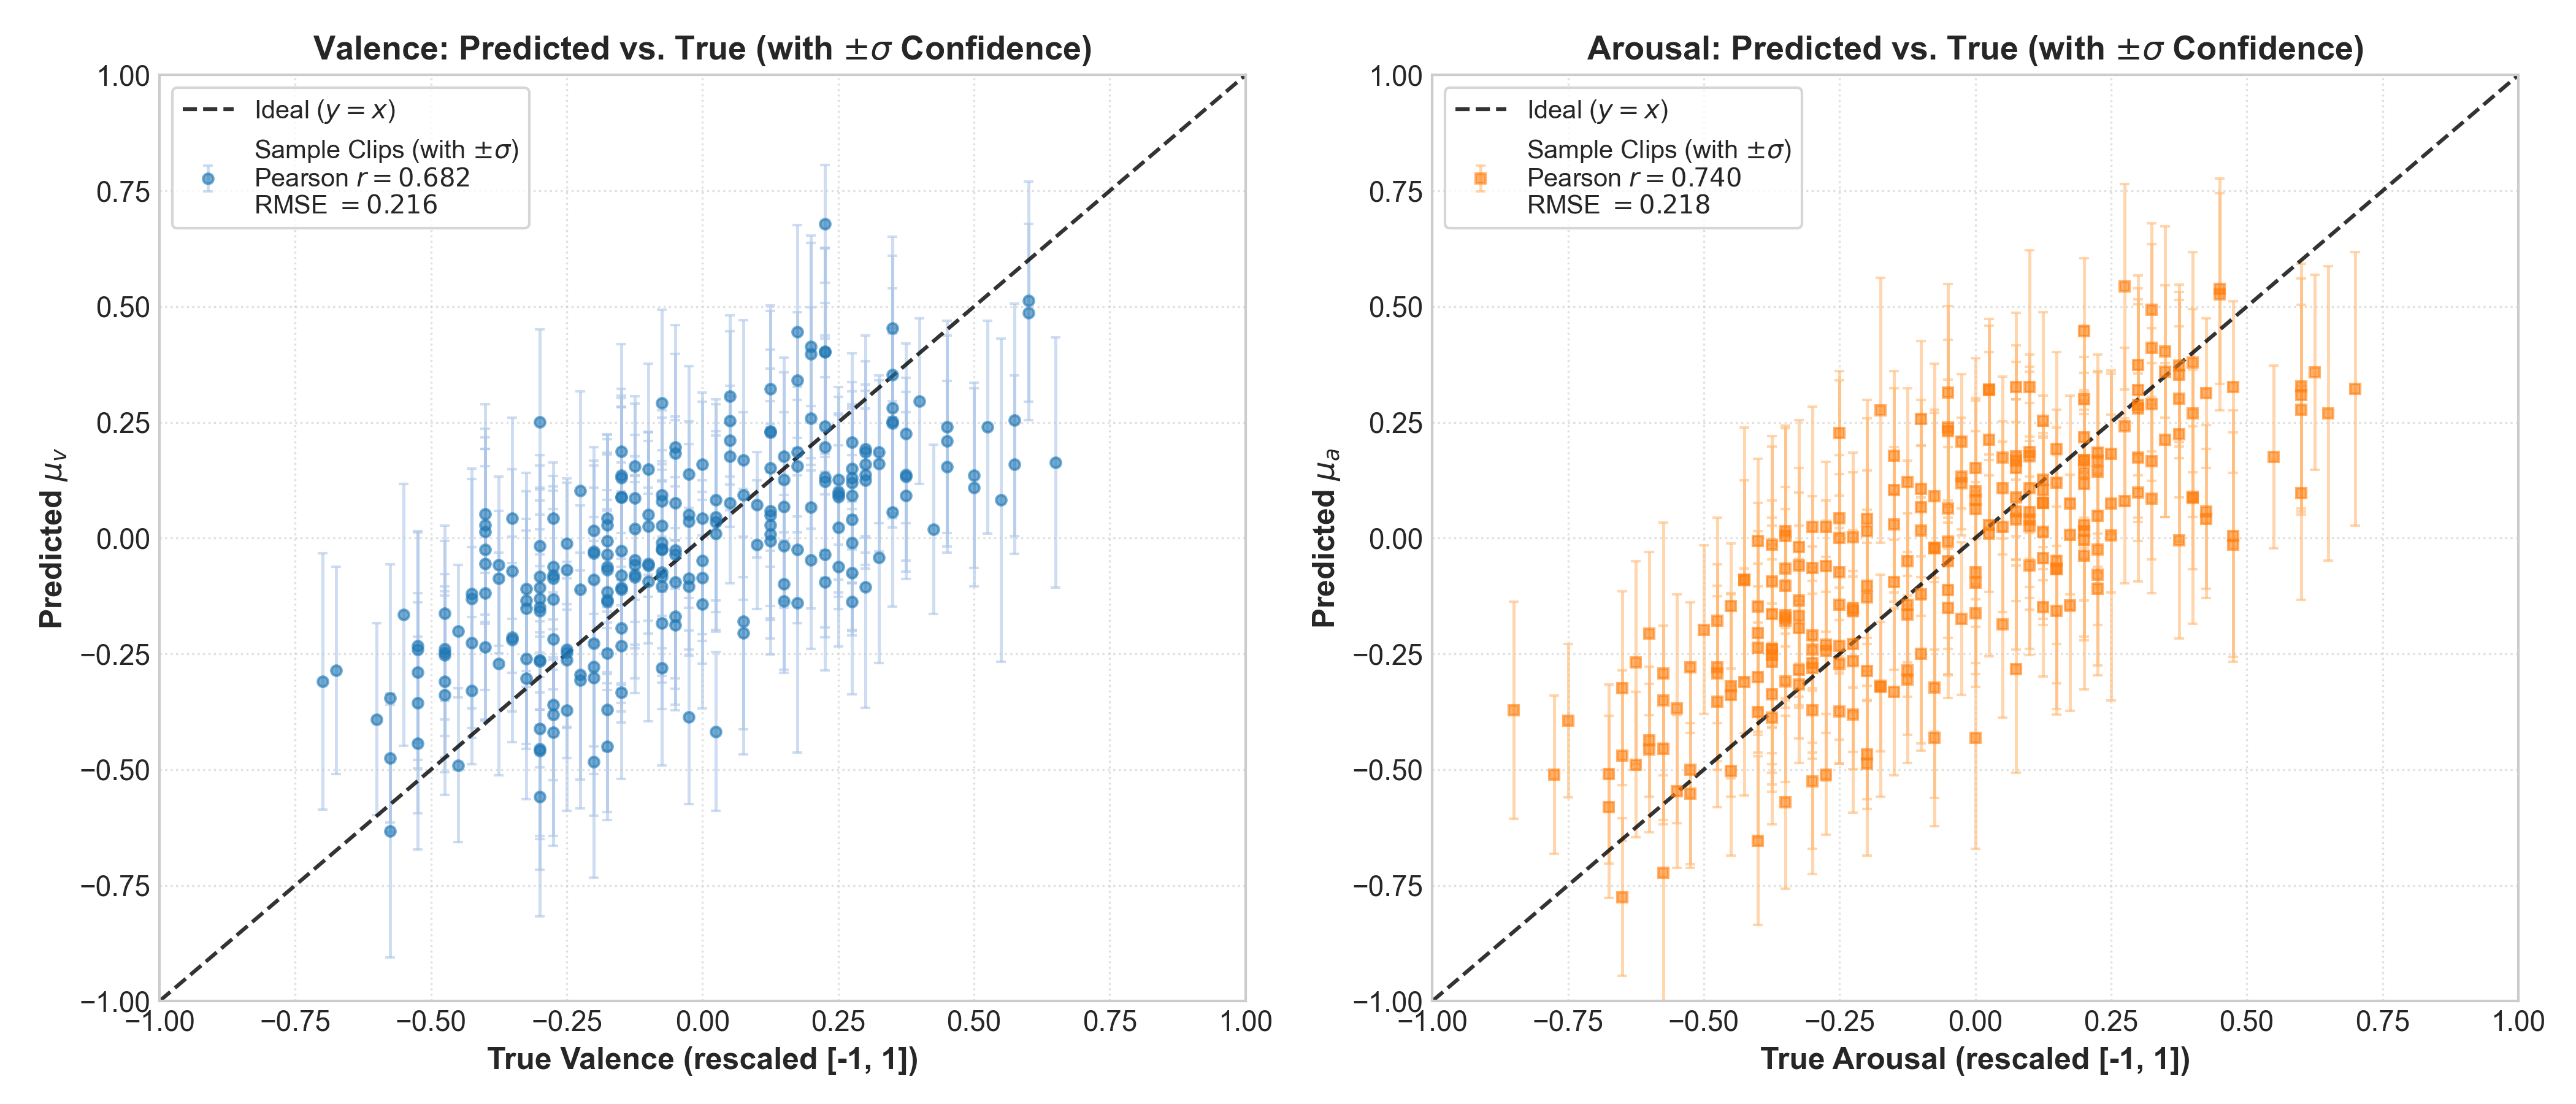 Valence: Predicted vs. True (with ±σ Confidence)
Ideal (y = x)
Sample Clips (with ±σ)
Pearson r = 0.682
RMSE = 0.216
1.00
0.75
0.50
0.25
0.00
−0.25
−0.50
−0.75
−1.00
Predicted μv
−1.00 −0.75 −0.50 −0.25 0.00 0.25 0.50 0.75 1.00
True Valence (rescaled [-1, 1])
Arousal: Predicted vs. True (with ±σ Confidence)
Ideal (y = x)
Sample Clips (with ±σ)
Pearson r = 0.740
RMSE = 0.218
1.00
0.75
0.50
0.25
0.00
−0.25
−0.50
−0.75
−1.00
Predicted μa
−1.00 −0.75 −0.50 −0.25 0.00 0.25 0.50 0.75 1.00
True Arousal (rescaled [-1, 1])